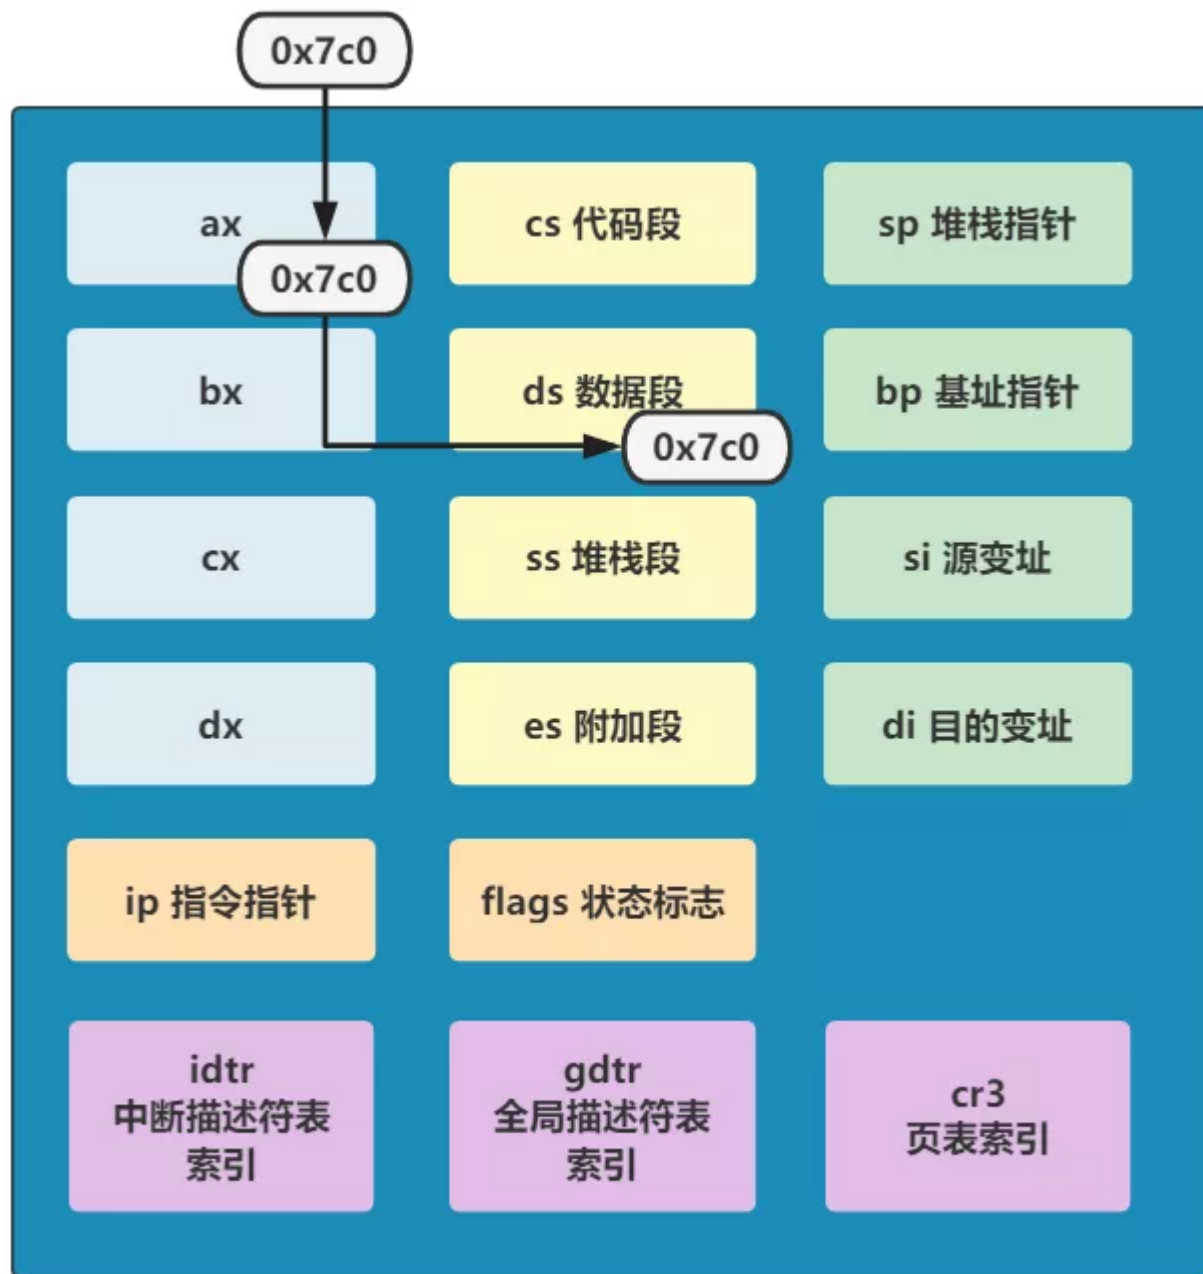 0x7c0
ax
cs 代码段
sp 堆栈指针
0x7c0
bx
ds 数据段
bp 基址指针
0x7c0
cx
ss 堆栈段
si 源变址
dx
es 附加段
di 目的变址
ip 指令指针
flags 状态标志
idtr
中断描述符表
索引
gdtr
全局描述符表
索引
cr3
页表索引